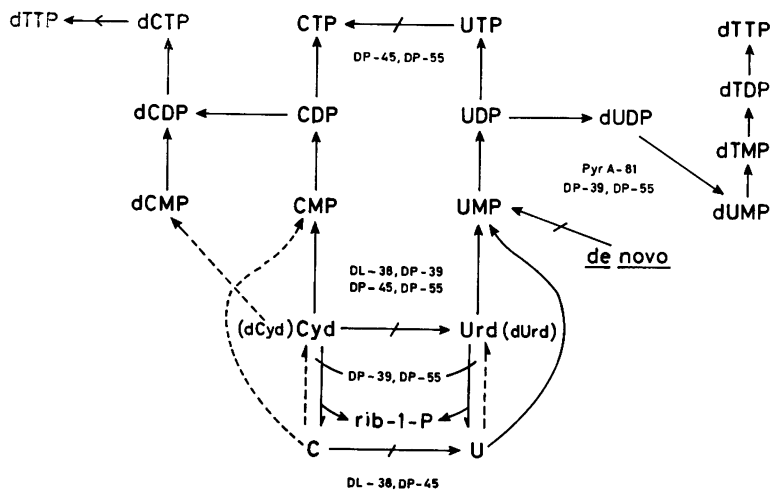 dTTP dCTP CTP UTP dTTP
DP-45, DP-55
dTDP
dCDP CDP UDP dUDP
dTMP
Pyr A-81
DP-39, DP-55
dCMP CMP UMP dUMP
de novo
DL-38, DP-39
DP-45, DP-55
(dCyd)Cyd Urd(dUrd)
DP-39, DP-55
rib-1-P
C U
DL-38, DP-45